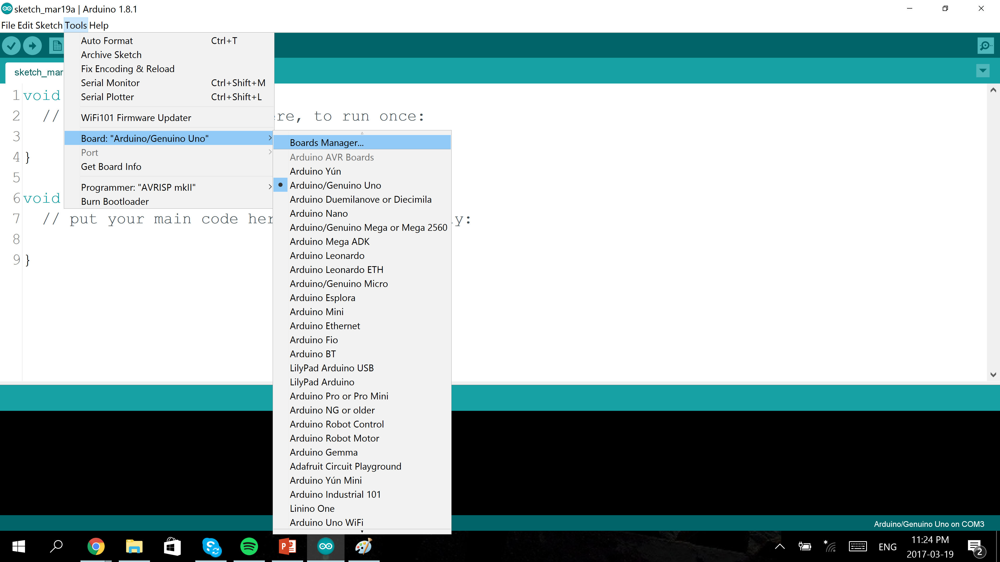 sketch_mar19a | Arduino 1.8.1
File Edit Sketch Tools Help
Auto Format Ctrl+T
Archive Sketch
Fix Encoding & Reload
Serial Monitor Ctrl+Shift+M
Serial Plotter Ctrl+Shift+L
WiFi101 Firmware Updater
Board: "Arduino/Genuino Uno"
Port
Get Board Info
Programmer: "AVRISP mkII"
Burn Bootloader
Boards Manager...
Arduino AVR Boards
Arduino Yún
Arduino/Genuino Uno
Arduino Duemilanove or Diecimila
Arduino Nano
Arduino/Genuino Mega or Mega 2560
Arduino Mega ADK
Arduino Leonardo
Arduino Leonardo ETH
Arduino/Genuino Micro
Arduino Esplora
Arduino Mini
Arduino Ethernet
Arduino Fio
Arduino BT
LilyPad Arduino USB
LilyPad Arduino
Arduino Pro or Pro Mini
Arduino NG or older
Arduino Robot Control
Arduino Robot Motor
Arduino Gemma
Adafruit Circuit Playground
Arduino Yún Mini
Arduino Industrial 101
Linino One
Arduino Uno WiFi
sketch_mar
1 void
2 // ere, to run once:
3
4 }
5
6 void
7 // put your main code her y:
8
9 }
Arduino/Genuino Uno on COM3
ENG
11:24 PM
2017-03-19
2